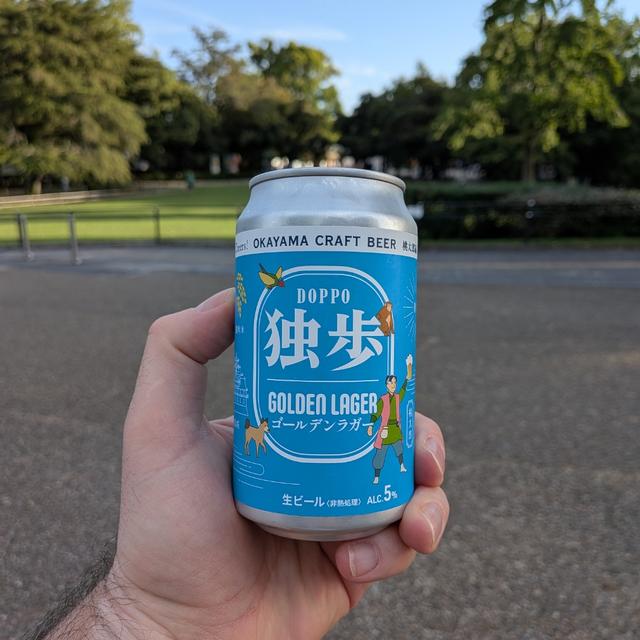 OKAYAMA CRAFT BEER
DOPPO
独歩
GOLDEN LAGER
ゴールデンラガー
生ビール〈非熱処理〉 ALC.5%